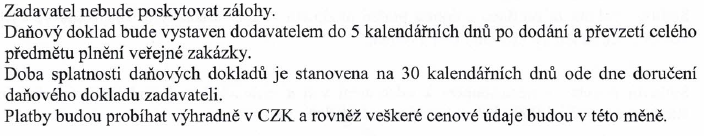 Zadavatel nebude poskytovat zálohy.
Daňový doklad bude vystaven dodavatelem do 5 kalendářních dnů po dodání a převzetí celého
předmětu plnění veřejné zakázky.
Doba splatnosti daňových dokladů je stanovena na 30 kalendářních dnů ode dne doručení
daňového dokladu zadavateli.
Platby budou probíhat výhradně v CZK a rovněž veškeré cenové údaje budou v této měně.